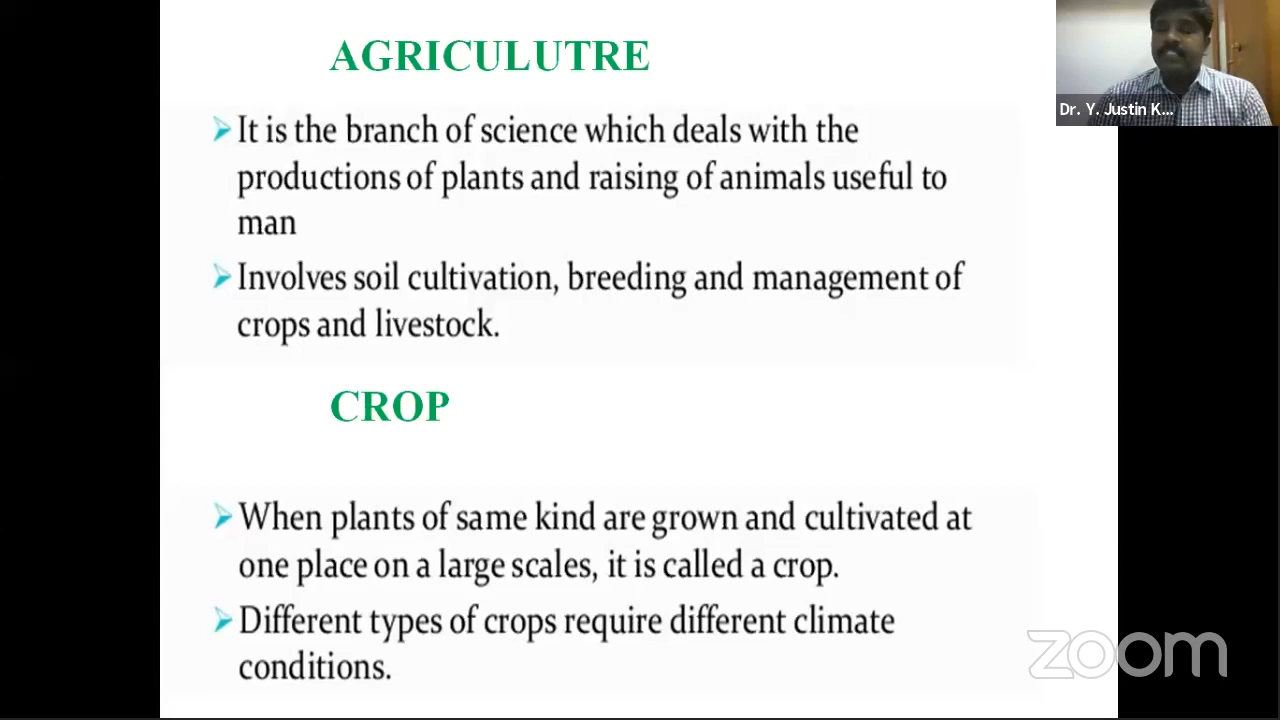 AGRICULUTRE
It is the branch of science which deals with the
productions of plants and raising of animals useful to
man
Involves soil cultivation, breeding and management of
crops and livestock.
CROP
When plants of same kind are grown and cultivated at
one place on a large scales, it is called a crop.
Different types of crops require different climate
conditions.
Dr. Y. Justin K...
zoom